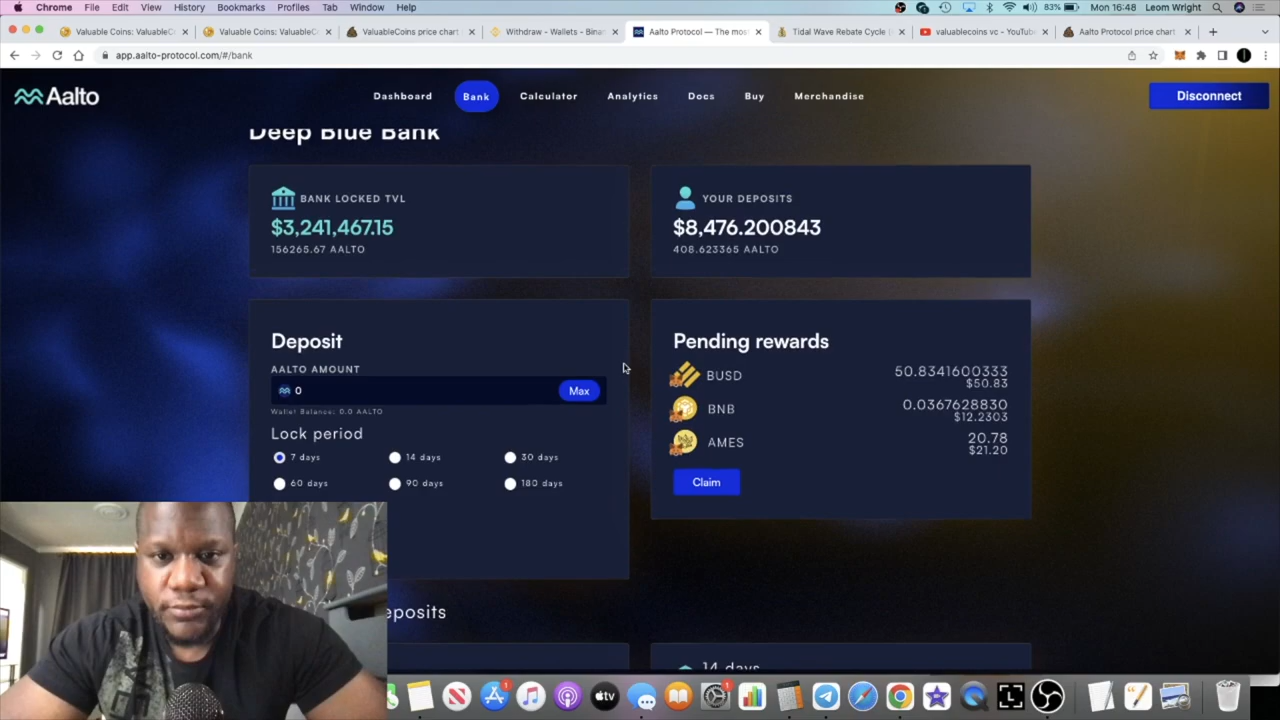 Chrome File Edit View History Bookmarks Profiles Tab Window Help 83% Mon 16:48 Leom Wright
Valuable Coins: ValuableC Valuable Coins: ValuableC ValuableCoins price chart Withdraw - Wallets - Binan Aalto Protocol — The mos Tidal Wave Rebate Cycle ( valuablecoins vc - YouTub Aalto Protocol price chart
app.aalto-protocol.com/#/bank
Aalto Dashboard Bank Calculator Analytics Docs Buy Merchandise Disconnect
Deep Blue Bank
BANK LOCKED TVL
$3,241,467.15
156265.67 AALTO
YOUR DEPOSITS
$8,476.200843
408.623365 AALTO
Deposit
AALTO AMOUNT
0 Max
Wallet Balance: 0.0 AALTO
Lock period
7 days 14 days 30 days
60 days 90 days 180 days
Pending rewards
BUSD 50.8341600333
$50.83
BNB 0.0367628830
$12.2303
AMES 20.78
$21.20
Claim
eposits
14 days
1
tv
1